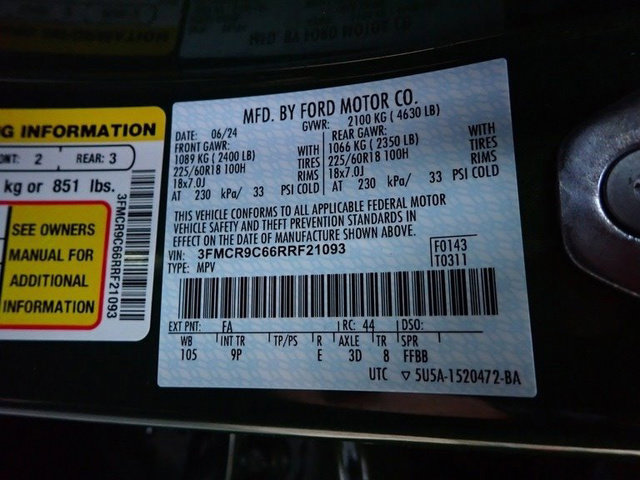 NG INFORMATION
ONT: 2 REAR: 3
kg or 851 lbs.
SEE OWNERS
MANUAL FOR
ADDITIONAL
INFORMATION
3FMCR9C66RRF21093
MFD. BY FORD MOTOR CO.
DATE: 06/24 GVWR: 2100 KG ( 4630 LB)
FRONT GAWR: REAR GAWR:
1089 KG ( 2400 LB) WITH 1066 KG ( 2350 LB) WITH
225/60R18 100H TIRES 225/60R18 100H TIRES
18x7.0J RIMS 18x7.0J RIMS
AT 230 kPa/ 33 PSI COLD AT 230 kPa/ 33 PSI COLD
THIS VEHICLE CONFORMS TO ALL APPLICABLE FEDERAL MOTOR
VEHICLE SAFETY AND THEFT PREVENTION STANDARDS IN
EFFECT ON THE DATE OF MANUFACTURE SHOWN ABOVE.
VIN: 3FMCR9C66RRF21093 F0143
TYPE: MPV T0311
EXT PNT: FA RC: 44 DSO:
WB INT TR TP/PS R AXLE TR SPR
105 9P E 3D 8 FFBB
UTC 5U5A-1520472-BA